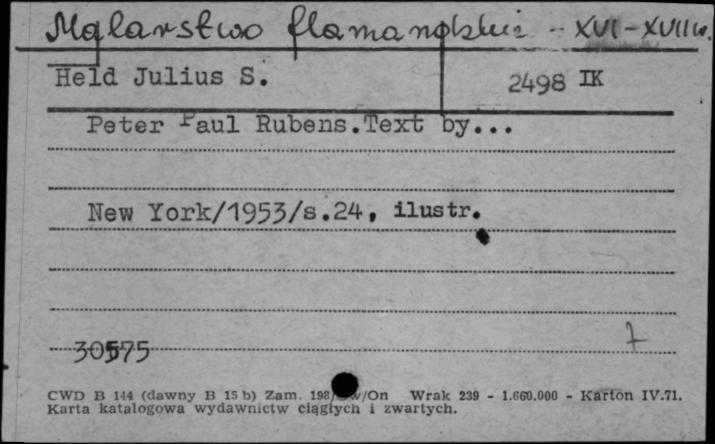 Malarstwo flamandzkie - XVI-XVIII w.
Held Julius S.
2498 IK
Peter Paul Rubens.Text by...
New York/1953/s.24, ilustr.
30575
7
CWD B 144 (dawny B 15 b) Zam. 198 /On Wrak 239 - 1.660.000 - Karton IV.71.
Karta katalogowa wydawnictw ciągłych i zwartych.